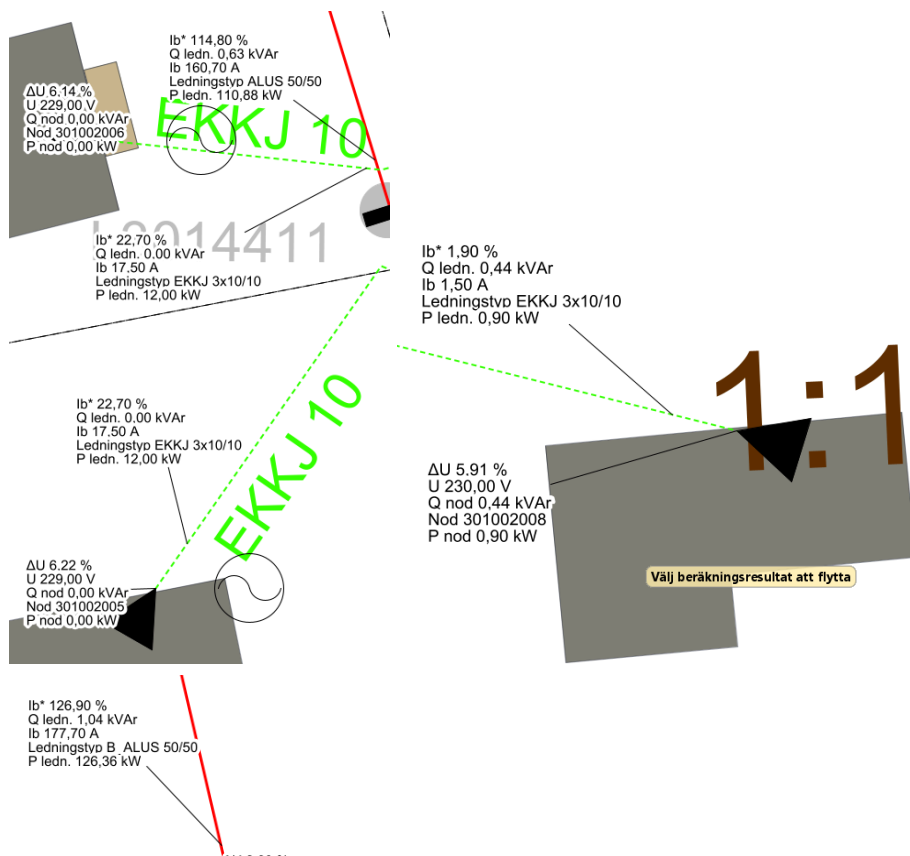 Ib* 114,80 %
Q ledn. 0,63 kVAr
Ib 160,70 A
Ledningstyp ALUS 50/50
P ledn. 110,88 kW
ΔU 6,14 %
U 229,00 V
Q nod 0,00 kVAr
Nod 301002006
P nod 0,00 kW
EKKJ 10
014411
Ib* 22,70 %
Q ledn. 0,00 kVAr
Ib 17,50 A
Ledningstyp EKKJ 3x10/10
P ledn. 12,00 kW
Ib* 1,90 %
Q ledn. 0,44 kVAr
Ib 1,50 A
Ledningstyp EKKJ 3x10/10
P ledn. 0,90 kW
1:1
Ib* 22,70 %
Q ledn. 0,00 kVAr
Ib 17,50 A
Ledningstyp EKKJ 3x10/10
P ledn. 12,00 kW
EKKJ 10
ΔU 5,91 %
U 230,00 V
Q nod 0,44 kVAr
Nod 301002008
P nod 0,90 kW
Välj beräkningsresultat att flytta
ΔU 6,22 %
U 229,00 V
Q nod 0,00 kVAr
Nod 301002005
P nod 0,00 kW
Ib* 126,90 %
Q ledn. 1,04 kVAr
Ib 177,70 A
Ledningstyp B_ALUS 50/50
P ledn. 126,36 kW